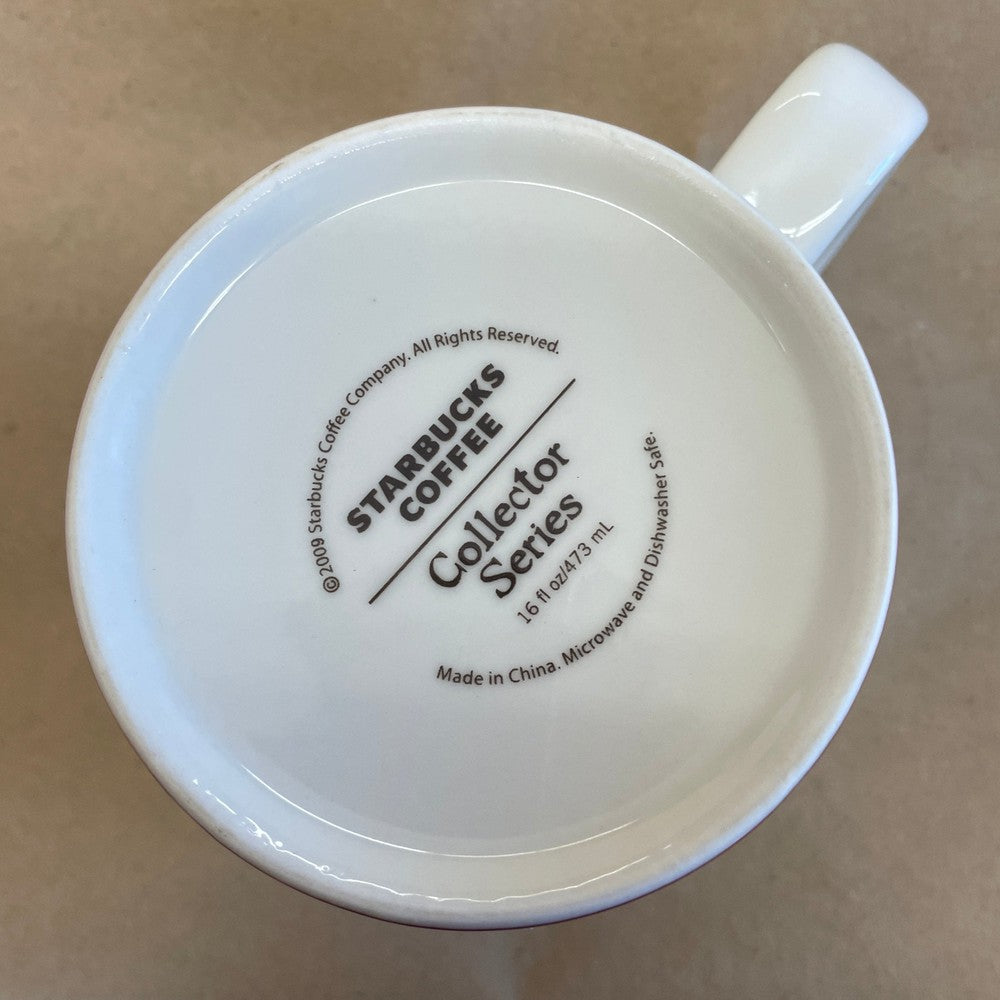 ©2009 Starbucks Coffee Company. All Rights Reserved.
STARBUCKS
COFFEE
Collector
Series
16 fl oz/473 mL
Made in China. Microwave and Dishwasher Safe.